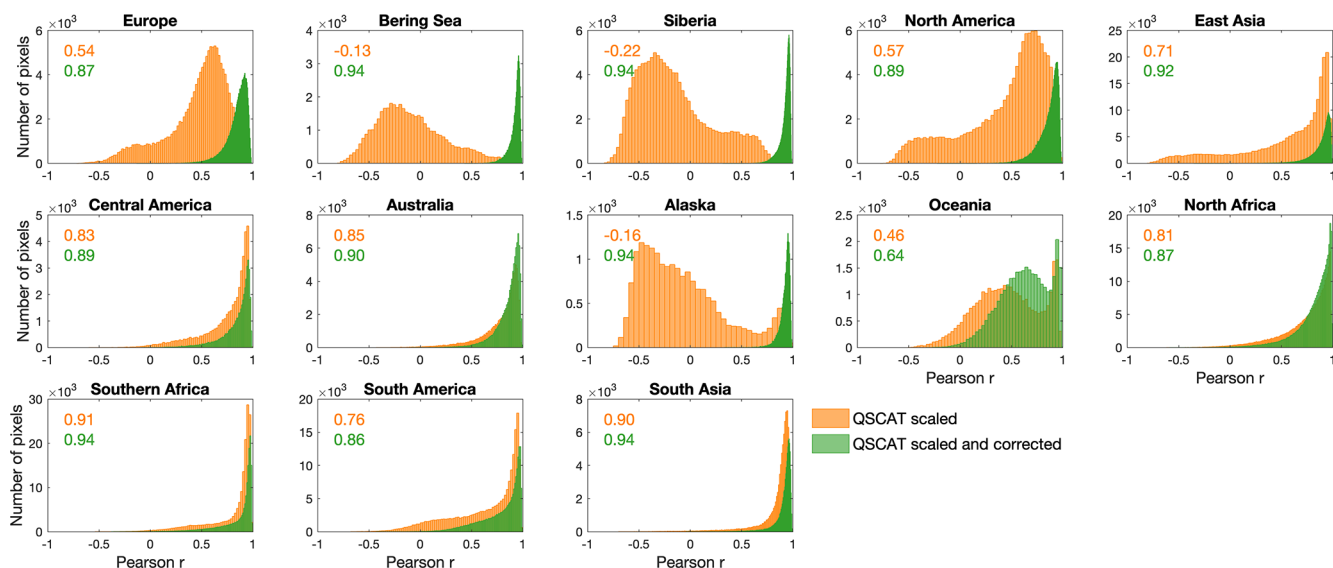 Europe
×10³
Number of pixels
6
4
2
0
0.54
0.87
-1 -0.5 0 0.5 1
Bering Sea
×10³
4
3
2
1
0
-0.13
0.94
-1 -0.5 0 0.5 1
Siberia
×10³
6
4
2
0
-0.22
0.94
-1 -0.5 0 0.5 1
North America
×10³
6
4
2
0
0.57
0.89
-1 -0.5 0 0.5 1
East Asia
×10³
25
20
15
10
5
0
0.71
0.92
-1 -0.5 0 0.5 1
Central America
×10³
Number of pixels
5
4
3
2
1
0
0.83
0.89
-1 -0.5 0 0.5 1
Australia
×10³
8
6
4
2
0
0.85
0.90
-1 -0.5 0 0.5 1
Alaska
×10³
1.5
1.0
0.5
0
-0.16
0.94
-1 -0.5 0 0.5 1
Oceania
×10³
2.5
2.0
1.5
1.0
0.5
0
0.46
0.64
-1 -0.5 0 0.5 1
Pearson r
North Africa
×10³
20
15
10
5
0
0.81
0.87
-1 -0.5 0 0.5 1
Pearson r
Southern Africa
×10³
Number of pixels
30
20
10
0
0.91
0.94
-1 -0.5 0 0.5 1
Pearson r
South America
×10³
20
15
10
5
0
0.76
0.86
-1 -0.5 0 0.5 1
Pearson r
South Asia
×10³
8
6
4
2
0
0.90
0.94
-1 -0.5 0 0.5 1
Pearson r
QSCAT scaled
QSCAT scaled and corrected